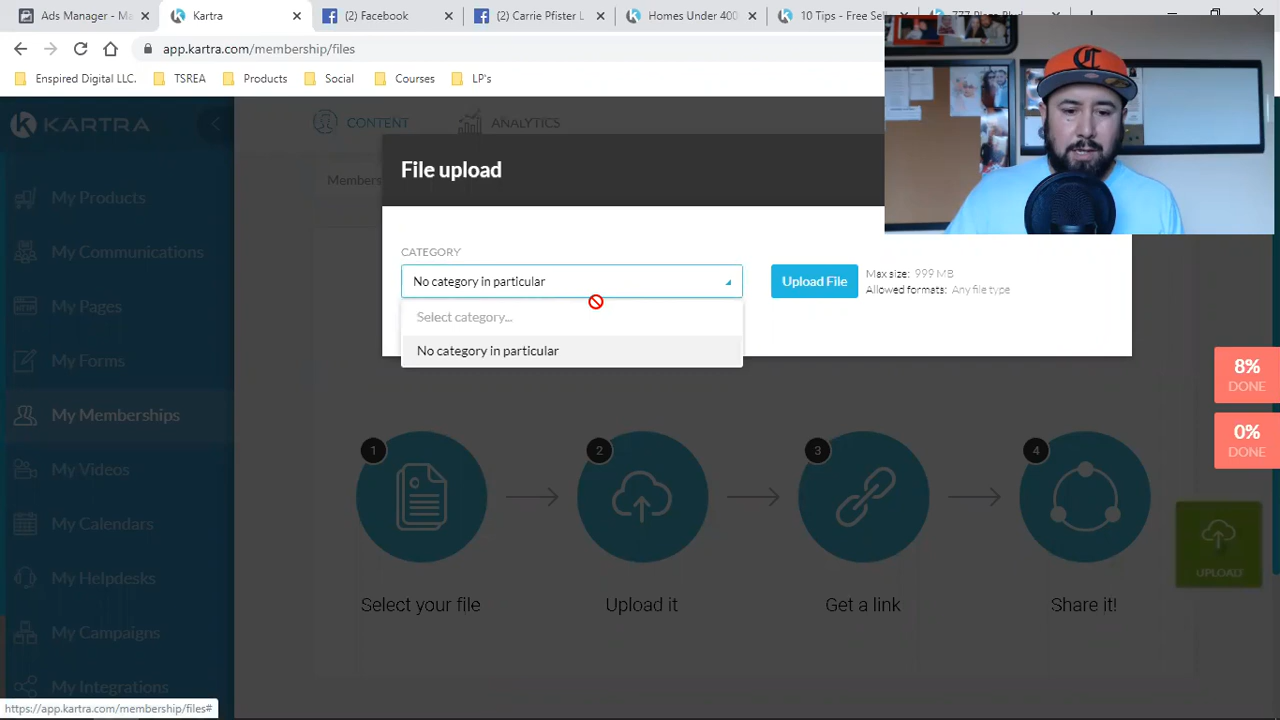 Ads Manager - Ma
Kartra
(2) Facebook
(2) Carrie Pfister L
Homes Under 400
10 Tips - Free Se
app.kartra.com/membership/files
Enspired Digital LLC.
TSREA
Products
Social
Courses
LP's
KARTRA
CONTENT
ANALYTICS
Members
File upload
My Products
My Communications
My Pages
My Forms
My Memberships
My Videos
My Calendars
My Helpdesks
My Campaigns
My Integrations
CATEGORY
No category in particular
Select category...
No category in particular
Upload File
Max size: 999 MB
Allowed formats: Any file type
8%
DONE
0%
DONE
1
2
3
4
Select your file
Upload it
Get a link
Share it!
UPLOAD
https://app.kartra.com/membership/files#